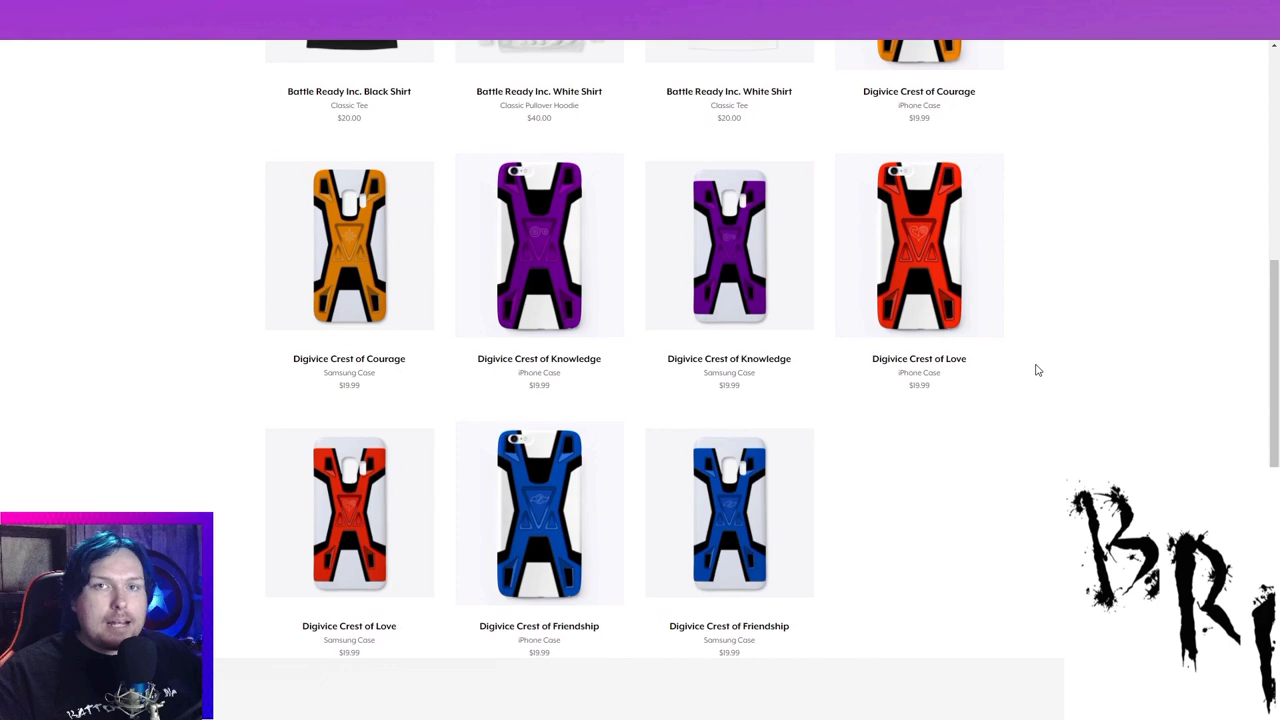 Battle Ready Inc. Black Shirt
Classic Tee
$20.00
Battle Ready Inc. White Shirt
Classic Pullover Hoodie
$40.00
Battle Ready Inc. White Shirt
Classic Tee
$20.00
Digivice Crest of Courage
iPhone Case
$19.99
Digivice Crest of Courage
Samsung Case
$19.99
Digivice Crest of Knowledge
iPhone Case
$19.99
Digivice Crest of Knowledge
Samsung Case
$19.99
Digivice Crest of Love
iPhone Case
$19.99
Digivice Crest of Love
Samsung Case
$19.99
Digivice Crest of Friendship
iPhone Case
$19.99
Digivice Crest of Friendship
Samsung Case
$19.99
BRI